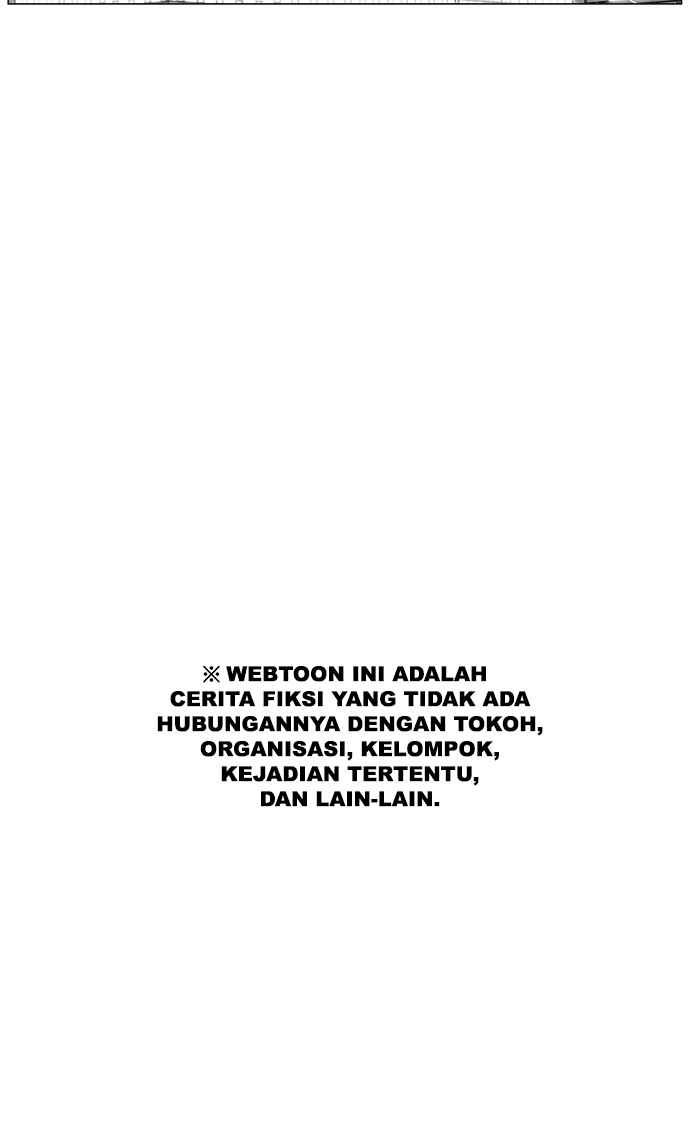 ※ WEBTOON INI ADALAH
CERITA FIKSI YANG TIDAK ADA
HUBUNGANNYA DENGAN TOKOH,
ORGANISASI, KELOMPOK,
KEJADIAN TERTENTU,
DAN LAIN-LAIN.